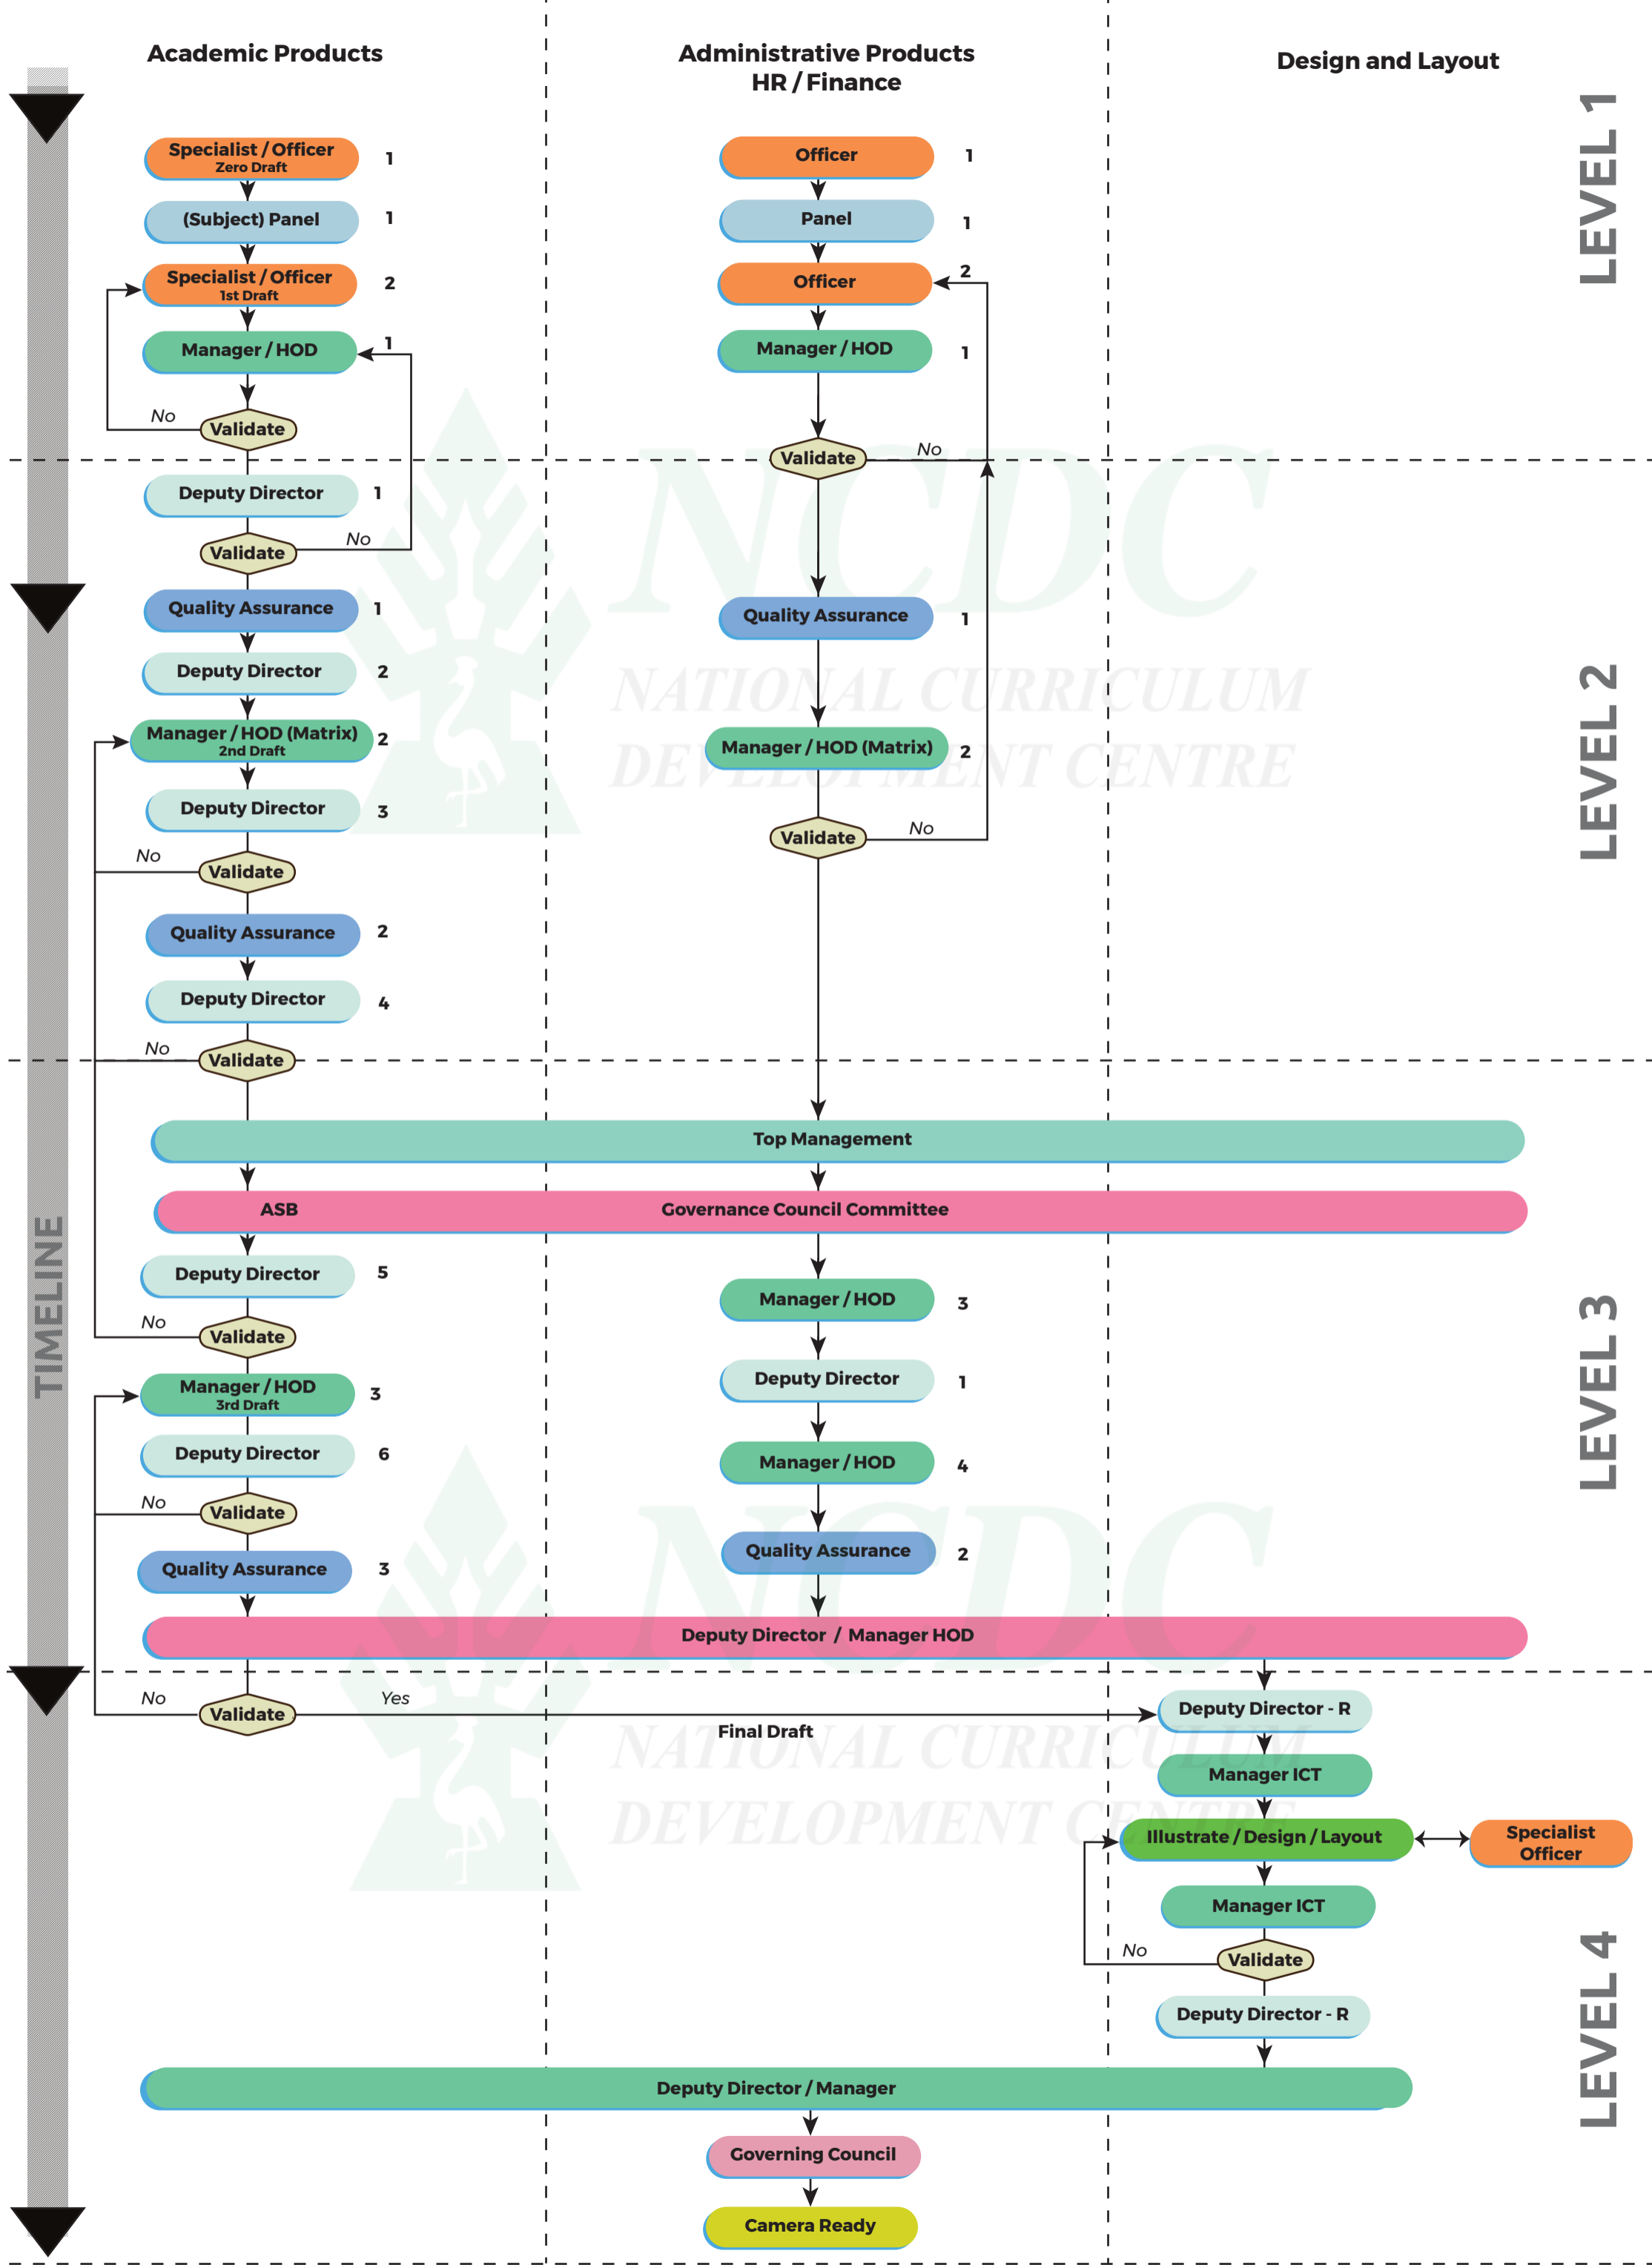 Academic Products
Administrative Products
HR / Finance
Design and Layout
LEVEL 1
Specialist / Officer
Zero Draft
1
Officer
1
(Subject) Panel
1
Panel
1
Specialist / Officer
1st Draft
2
Officer
2
Manager / HOD
1
Manager / HOD
1
No
Validate
Validate
No
Deputy Director
1
Validate
No
Quality Assurance
1
Quality Assurance
1
LEVEL 2
Deputy Director
2
Manager / HOD (Matrix)
2nd Draft
2
Manager / HOD (Matrix)
2
Deputy Director
3
Validate
No
No
Validate
Quality Assurance
2
Deputy Director
4
No
Validate
Top Management
ASB
Governance Council Committee
TIMELINE
LEVEL 3
Deputy Director
5
Manager / HOD
3
No
Validate
Manager / HOD
3rd Draft
3
Deputy Director
1
Deputy Director
6
Manager / HOD
4
No
Validate
Quality Assurance
3
Quality Assurance
2
Deputy Director / Manager HOD
No
Validate
Yes
Final Draft
Deputy Director - R
Manager ICT
Illustrate / Design / Layout
Specialist
Officer
Manager ICT
No
Validate
LEVEL 4
Deputy Director - R
Deputy Director / Manager
Governing Council
Camera Ready
NCDC
NATIONAL CURRICULUM
DEVELOPMENT CENTRE
NCDC
NATIONAL CURRICULUM
DEVELOPMENT CENTRE